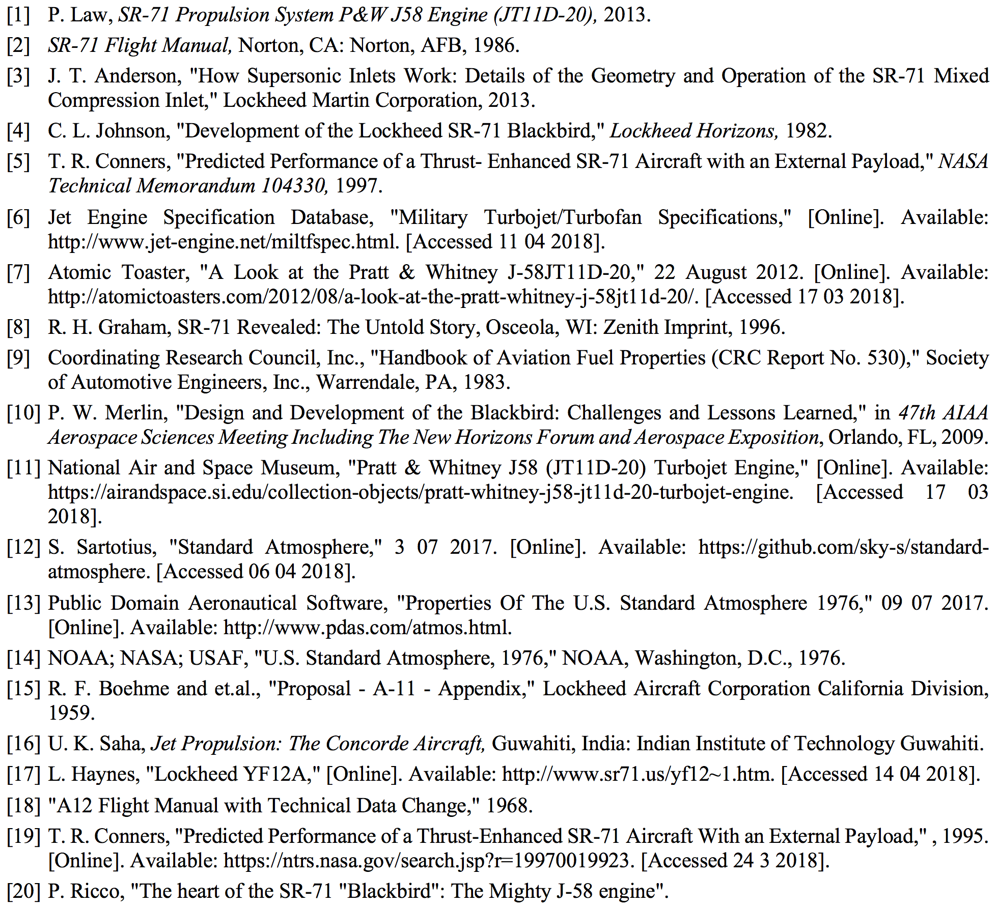 [1] P. Law, SR-71 Propulsion System P&W J58 Engine (JT11D-20), 2013.
[2] SR-71 Flight Manual, Norton, CA: Norton, AFB, 1986.
[3] J. T. Anderson, "How Supersonic Inlets Work: Details of the Geometry and Operation of the SR-71 Mixed
Compression Inlet," Lockheed Martin Corporation, 2013.
[4] C. L. Johnson, "Development of the Lockheed SR-71 Blackbird," Lockheed Horizons, 1982.
[5] T. R. Conners, "Predicted Performance of a Thrust- Enhanced SR-71 Aircraft with an External Payload," NASA
Technical Memorandum 104330, 1997.
[6] Jet Engine Specification Database, "Military Turbojet/Turbofan Specifications," [Online]. Available:
http://www.jet-engine.net/miltfspec.html. [Accessed 11 04 2018].
[7] Atomic Toaster, "A Look at the Pratt & Whitney J-58JT11D-20," 22 August 2012. [Online]. Available:
http://atomictoasters.com/2012/08/a-look-at-the-pratt-whitney-j-58jt11d-20/. [Accessed 17 03 2018].
[8] R. H. Graham, SR-71 Revealed: The Untold Story, Osceola, WI: Zenith Imprint, 1996.
[9] Coordinating Research Council, Inc., "Handbook of Aviation Fuel Properties (CRC Report No. 530)," Society
of Automotive Engineers, Inc., Warrendale, PA, 1983.
[10] P. W. Merlin, "Design and Development of the Blackbird: Challenges and Lessons Learned," in 47th AIAA
Aerospace Sciences Meeting Including The New Horizons Forum and Aerospace Exposition, Orlando, FL, 2009.
[11] National Air and Space Museum, "Pratt & Whitney J58 (JT11D-20) Turbojet Engine," [Online]. Available:
https://airandspace.si.edu/collection-objects/pratt-whitney-j58-jt11d-20-turbojet-engine. [Accessed 17 03
2018].
[12] S. Sartotius, "Standard Atmosphere," 3 07 2017. [Online]. Available: https://github.com/sky-s/standard-
atmosphere. [Accessed 06 04 2018].
[13] Public Domain Aeronautical Software, "Properties Of The U.S. Standard Atmosphere 1976," 09 07 2017.
[Online]. Available: http://www.pdas.com/atmos.html.
[14] NOAA; NASA; USAF, "U.S. Standard Atmosphere, 1976," NOAA, Washington, D.C., 1976.
[15] R. F. Boehme and et.al., "Proposal - A-11 - Appendix," Lockheed Aircraft Corporation California Division,
1959.
[16] U. K. Saha, Jet Propulsion: The Concorde Aircraft, Guwahiti, India: Indian Institute of Technology Guwahiti.
[17] L. Haynes, "Lockheed YF12A," [Online]. Available: http://www.sr71.us/yf12~1.htm. [Accessed 14 04 2018].
[18] "A12 Flight Manual with Technical Data Change," 1968.
[19] T. R. Conners, "Predicted Performance of a Thrust-Enhanced SR-71 Aircraft With an External Payload," , 1995.
[Online]. Available: https://ntrs.nasa.gov/search.jsp?r=19970019923. [Accessed 24 3 2018].
[20] P. Ricco, "The heart of the SR-71 "Blackbird": The Mighty J-58 engine".